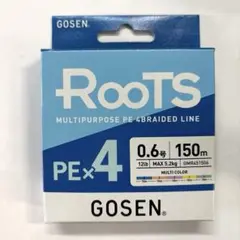 GOSEN®
ROOTS
MULTIPURPOSE PE 4BRAIDED LINE
PE×4
0.6号 150m
12lb MAX 5.2kg
MULTI COLOR
GOSEN®